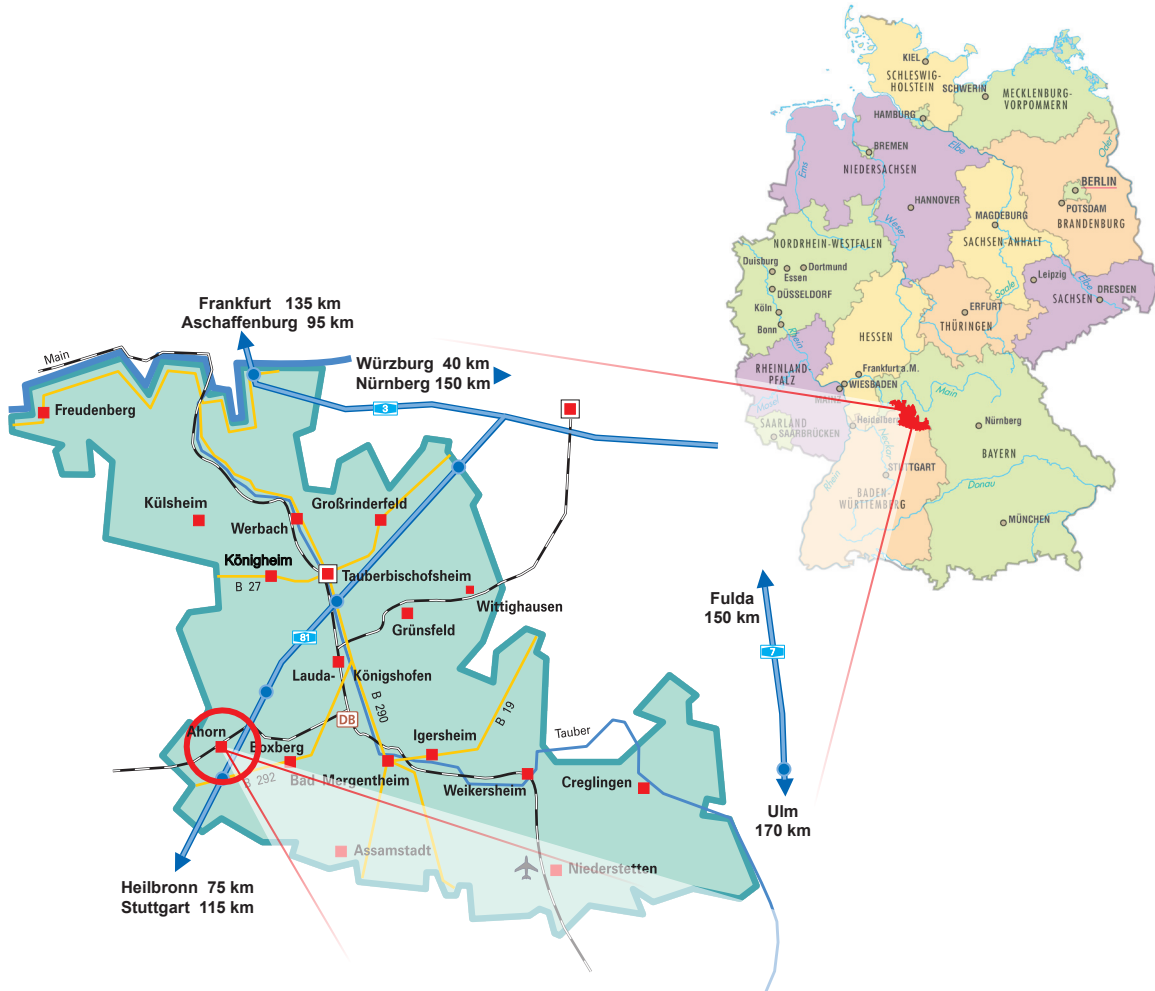 KIEL
SCHLESWIG-
HOLSTEIN
SCHWERIN
MECKLENBURG-
VORPOMMERN
HAMBURG
Elbe
BREMEN
Ems
NIEDERSACHSEN
Oder
BERLIN
HANNOVER
POTSDAM
BRANDENBURG
MAGDEBURG
Weser
SACHSEN-ANHALT
NORDRHEIN-WESTFALEN
Duisburg
Dortmund
Essen
Leipzig
Elbe
DÜSSELDORF
Saale
DRESDEN
SACHSEN
Köln
ERFURT
Bonn
THÜRINGEN
Rhein
HESSEN
RHEINLAND-
PFALZ
Frankfurt a.M.
WIESBADEN
MAINZ
Main
Mosel
Heidelberg
SAARLAND
SAARBRÜCKEN
Nürnberg
Neckar
BAYERN
STUTTGART
Rhein
Donau
BADEN-
WÜRTTEMBERG
MÜNCHEN
Frankfurt 135 km
Aschaffenburg 95 km
Main
Würzburg 40 km
Nürnberg 150 km
3
Freudenberg
Külsheim
Großrinderfeld
Werbach
Königheim
B 27
Tauberbischofsheim
Wittighausen
Grünsfeld
81
Lauda-
Königshofen
B 290
B 19
DB
Ahorn
Boxberg
Igersheim
Tauber
B 292
Bad Mergentheim
Weikersheim
Creglingen
Assamstadt
Niederstetten
Heilbronn 75 km
Stuttgart 115 km
Fulda
150 km
7
Ulm
170 km